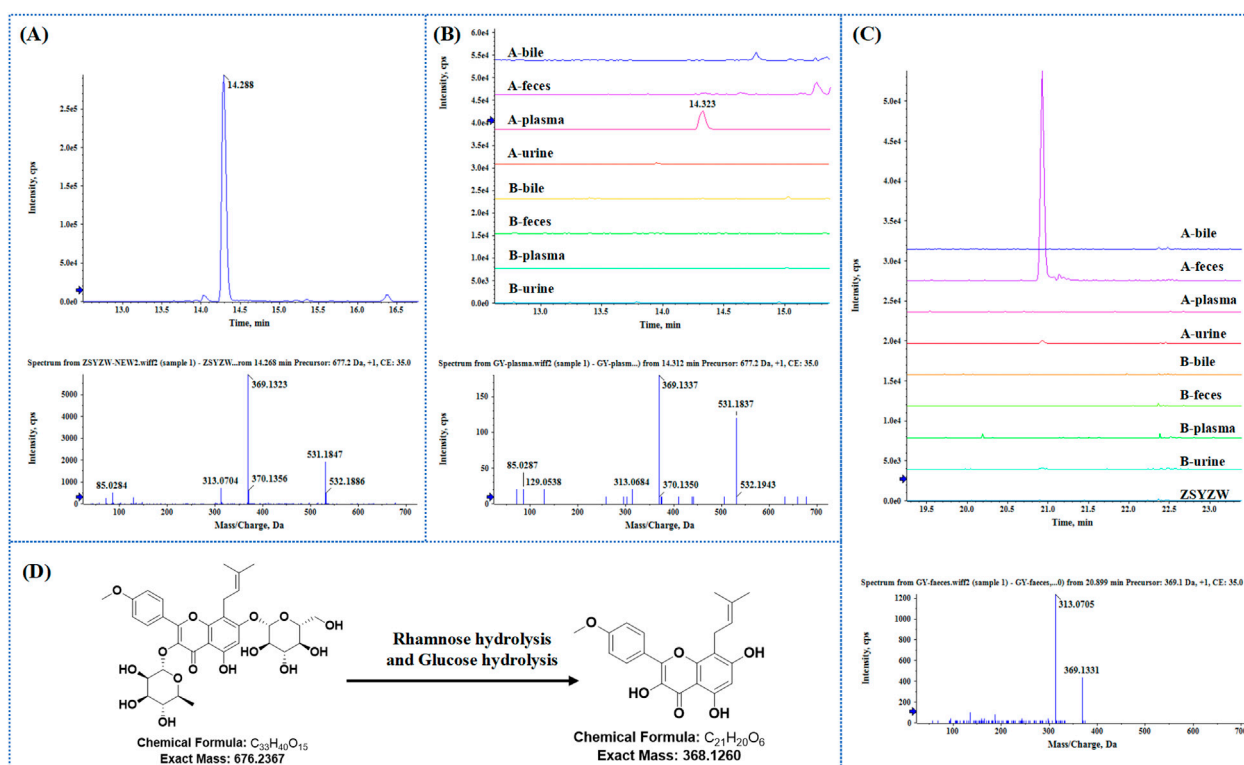 (A)
Intensity, cps
2.5e5
2.0e5
1.5e5
1.0e5
5.0e4
0.0e0
14.288
13.0 13.5 14.0 14.5 15.0 15.5 16.0 16.5
Time, min
Spectrum from ZSYZW-NEW2.wiff2 (sample 1) - ZSYZW...rom 14.268 min Precursor: 677.2 Da, +1, CE: 35.0
Intensity, cps
5000
4000
3000
2000
1000
0
369.1323
531.1847
313.0704
370.1356
532.1886
85.0284
100 200 300 400 500 600 700
Mass/Charge, Da
(B)
Intensity, cps
6.0e4
5.5e4
5.0e4
4.5e4
4.0e4
3.5e4
3.0e4
2.5e4
2.0e4
1.5e4
1.0e4
5.0e3
0.0e0
A-bile
A-feces
14.323
A-plasma
A-urine
B-bile
B-feces
B-plasma
B-urine
13.0 13.5 14.0 14.5 15.0
Time, min
Spectrum from GY-plasma.wiff2 (sample 1) - GY-plasm...) from 14.312 min Precursor: 677.2 Da, +1, CE: 35.0
Intensity, cps
150
100
50
0
369.1337
531.1837
85.0287
129.0538
313.0684
370.1350
532.1943
100 200 300 400 500 600 700
Mass/Charge, Da
(C)
Intensity, cps
5.0e4
4.5e4
4.0e4
3.5e4
3.0e4
2.5e4
2.0e4
1.5e4
1.0e4
5.0e3
0.0e0
A-bile
A-feces
A-plasma
A-urine
B-bile
B-feces
B-plasma
B-urine
ZSYZW
19.5 20.0 20.5 21.0 21.5 22.0 22.5 23.0
Time, min
Spectrum from GY-faeces.wiff2 (sample 1) - GY-faeces,...0) from 20.899 min Precursor: 369.1 Da, +1, CE: 35.0
Intensity, cps
1200
1000
800
600
400
200
0
313.0705
369.1331
100 200 300 400 500 600 700
Mass/Charge, Da
(D)
Rhamnose hydrolysis
and Glucose hydrolysis
Chemical Formula: C33H40O15
Exact Mass: 676.2367
Chemical Formula: C21H20O6
Exact Mass: 368.1260